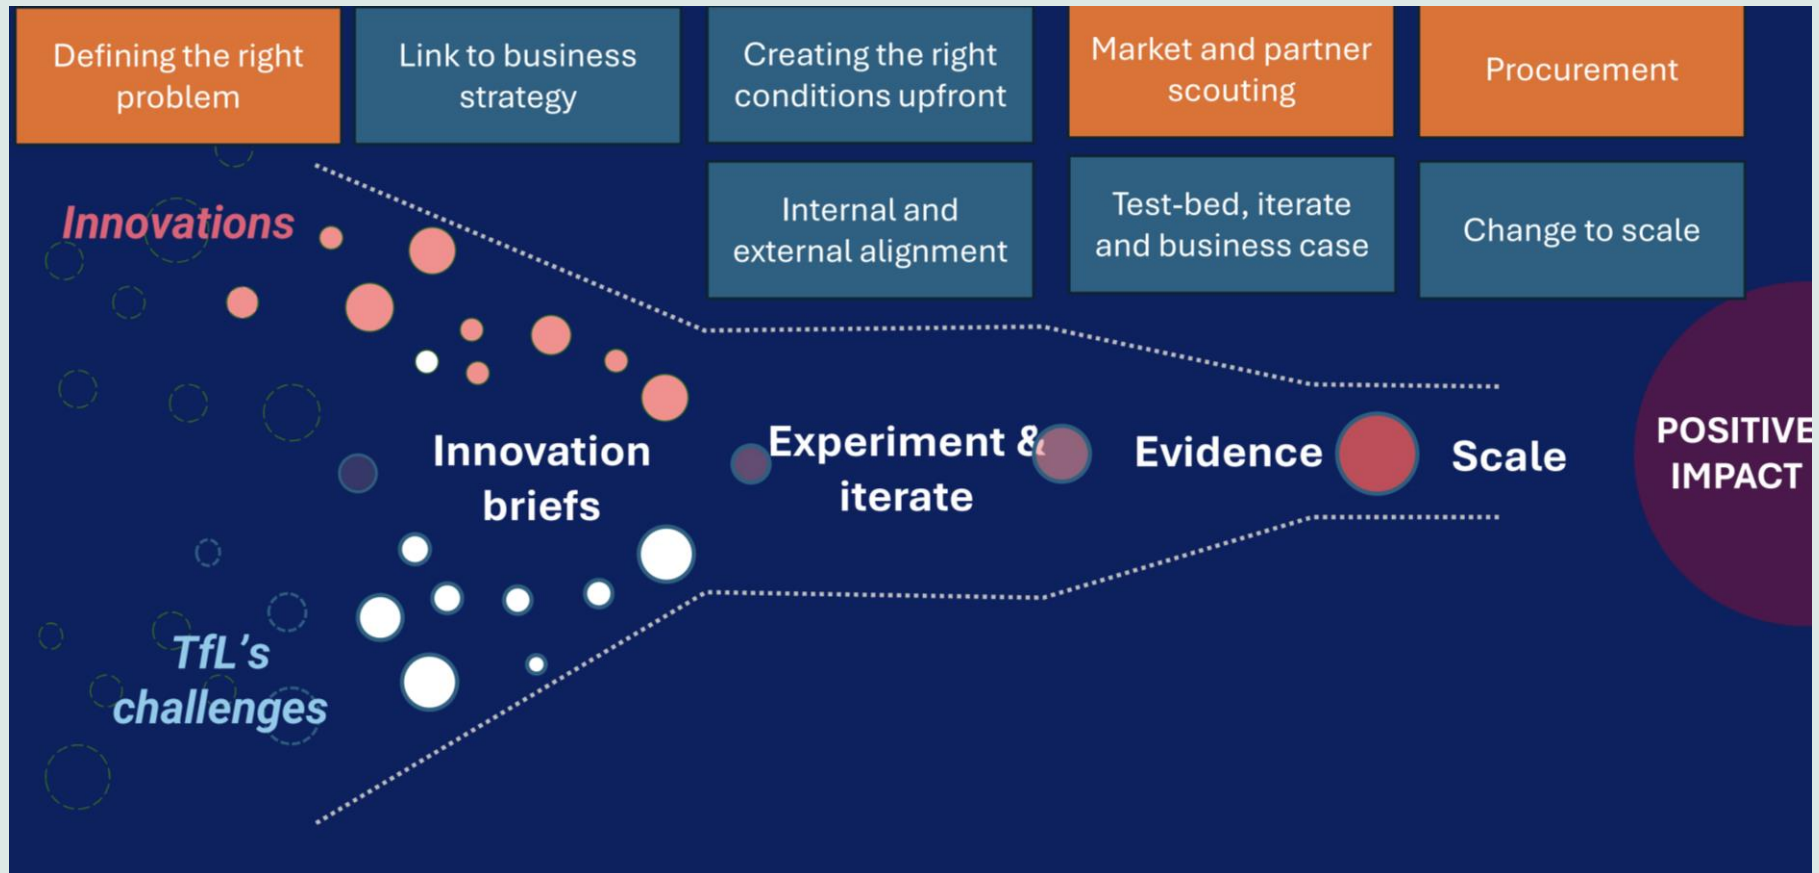 Defining the right
problem
Link to business
strategy
Creating the right
conditions upfront
Market and partner
scouting
Procurement
Internal and
external alignment
Test-bed, iterate
and business case
Change to scale
Innovations
Innovation
briefs
Experiment &
iterate
Evidence
Scale
POSITIVE
IMPACT
TfL’s
challenges